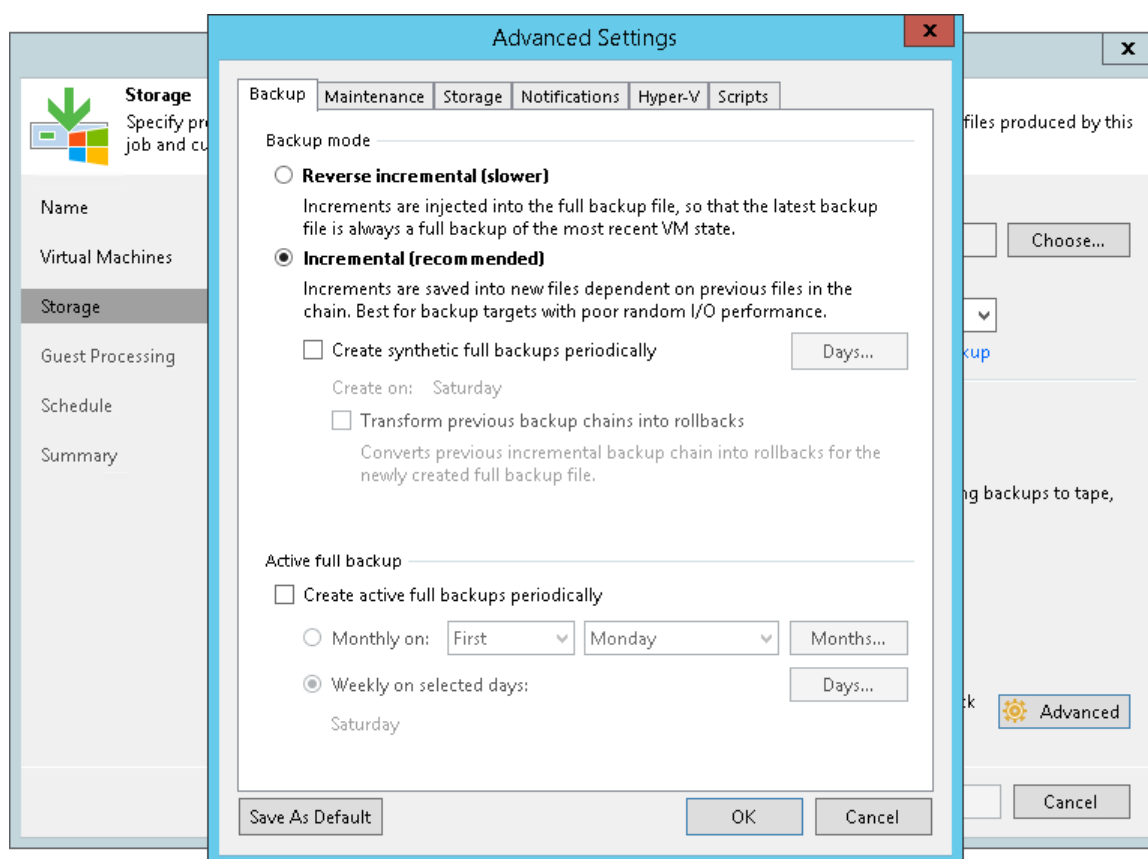 Advanced Settings
x
x
Storage
Specify pr
job and cu
files produced by this
Name
Virtual Machines
Storage
Guest Processing
Schedule
Summary
Backup
Maintenance
Storage
Notifications
Hyper-V
Scripts
Backup mode
Reverse incremental (slower)
Increments are injected into the full backup file, so that the latest backup
file is always a full backup of the most recent VM state.
Choose...
Incremental (recommended)
Increments are saved into new files dependent on previous files in the
chain. Best for backup targets with poor random I/O performance.
Create synthetic full backups periodically
Days...
kup
Create on: Saturday
Transform previous backup chains into rollbacks
Converts previous incremental backup chain into rollbacks for the
newly created full backup file.
ng backups to tape,
Active full backup
Create active full backups periodically
Monthly on:
First
Monday
Months...
Weekly on selected days:
Days...
Saturday
ck
Advanced
Save As Default
OK
Cancel
Cancel